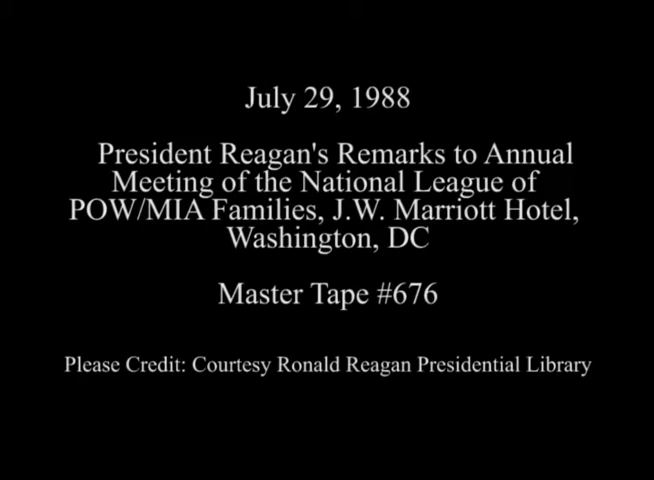 July 29, 1988
President Reagan's Remarks to Annual
Meeting of the National League of
POW/MIA Families, J.W. Marriott Hotel,
Washington, DC
Master Tape #676
Please Credit: Courtesy Ronald Reagan Presidential Library